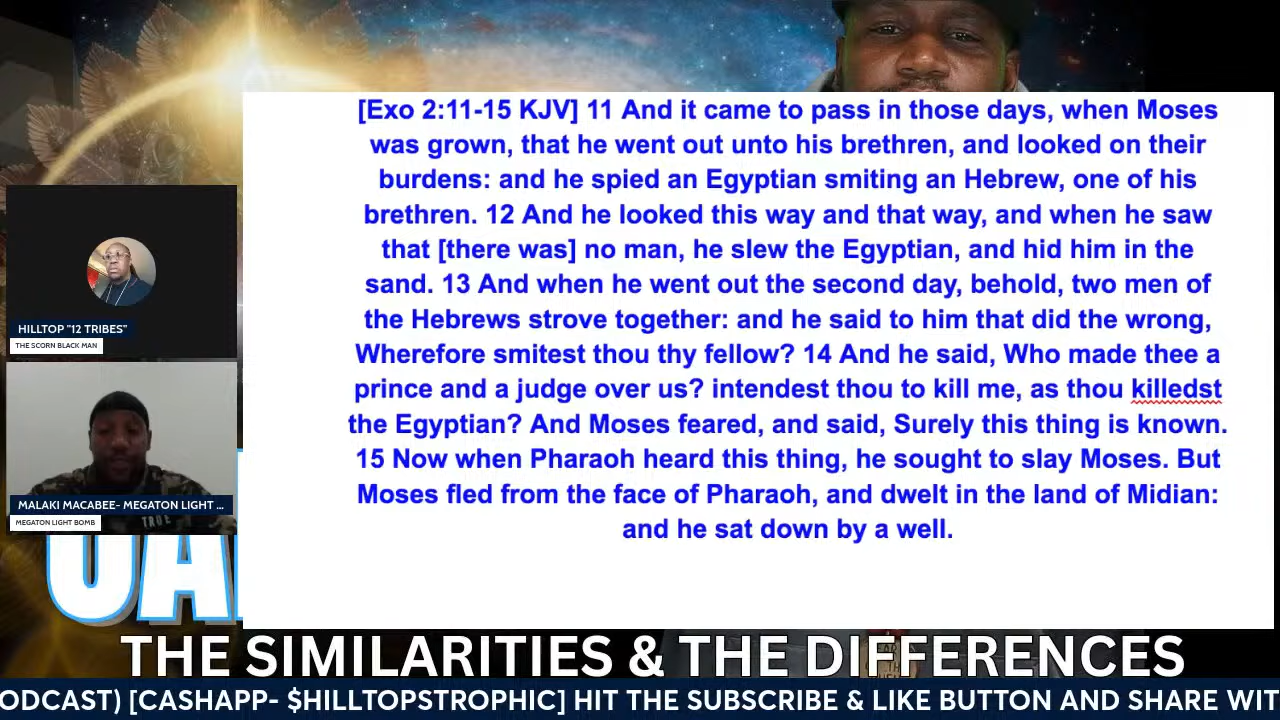 [Exo 2:11-15 KJV] 11 And it came to pass in those days, when Moses
was grown, that he went out unto his brethren, and looked on their
burdens: and he spied an Egyptian smiting an Hebrew, one of his
brethren. 12 And he looked this way and that way, and when he saw
that [there was] no man, he slew the Egyptian, and hid him in the
sand. 13 And when he went out the second day, behold, two men of
the Hebrews strove together: and he said to him that did the wrong,
Wherefore smitest thou thy fellow? 14 And he said, Who made thee a
prince and a judge over us? intendest thou to kill me, as thou killedst
the Egyptian? And Moses feared, and said, Surely this thing is known.
15 Now when Pharaoh heard this thing, he sought to slay Moses. But
Moses fled from the face of Pharaoh, and dwelt in the land of Midian:
and he sat down by a well.
HILLTOP "12 TRIBES"
THE SCORN BLACK MAN
MALAKI MACABEE- MEGATON LIGHT ...
MEGATON LIGHT BOMB
TRUE
THE SIMILARITIES & THE DIFFERENCES
ODCAST) [CASHAPP- $HILLTOPSTROPHIC] HIT THE SUBSCRIBE & LIKE BUTTON AND SHARE WIT